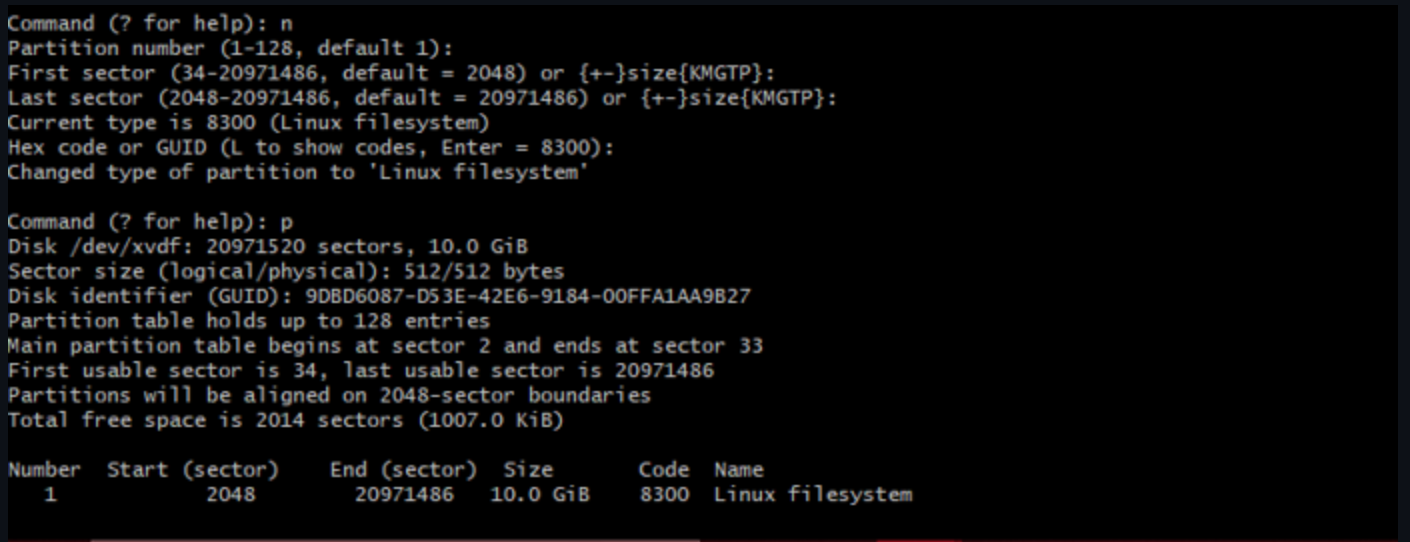 Command (? for help): n
Partition number (1-128, default 1):
First sector (34-20971486, default = 2048) or {+-}size{KMGTP}:
Last sector (2048-20971486, default = 20971486) or {+-}size{KMGTP}:
Current type is 8300 (Linux filesystem)
Hex code or GUID (L to show codes, Enter = 8300):
Changed type of partition to 'Linux filesystem'
Command (? for help): p
Disk /dev/xvdf: 20971520 sectors, 10.0 GiB
Sector size (logical/physical): 512/512 bytes
Disk identifier (GUID): 9DBD6087-D53E-42E6-9184-00FFA1AA9B27
Partition table holds up to 128 entries
Main partition table begins at sector 2 and ends at sector 33
First usable sector is 34, last usable sector is 20971486
Partitions will be aligned on 2048-sector boundaries
Total free space is 2014 sectors (1007.0 KiB)
Number  Start (sector)    End (sector)  Size       Code  Name
1            2048        20971486   10.0 GiB    8300  Linux filesystem